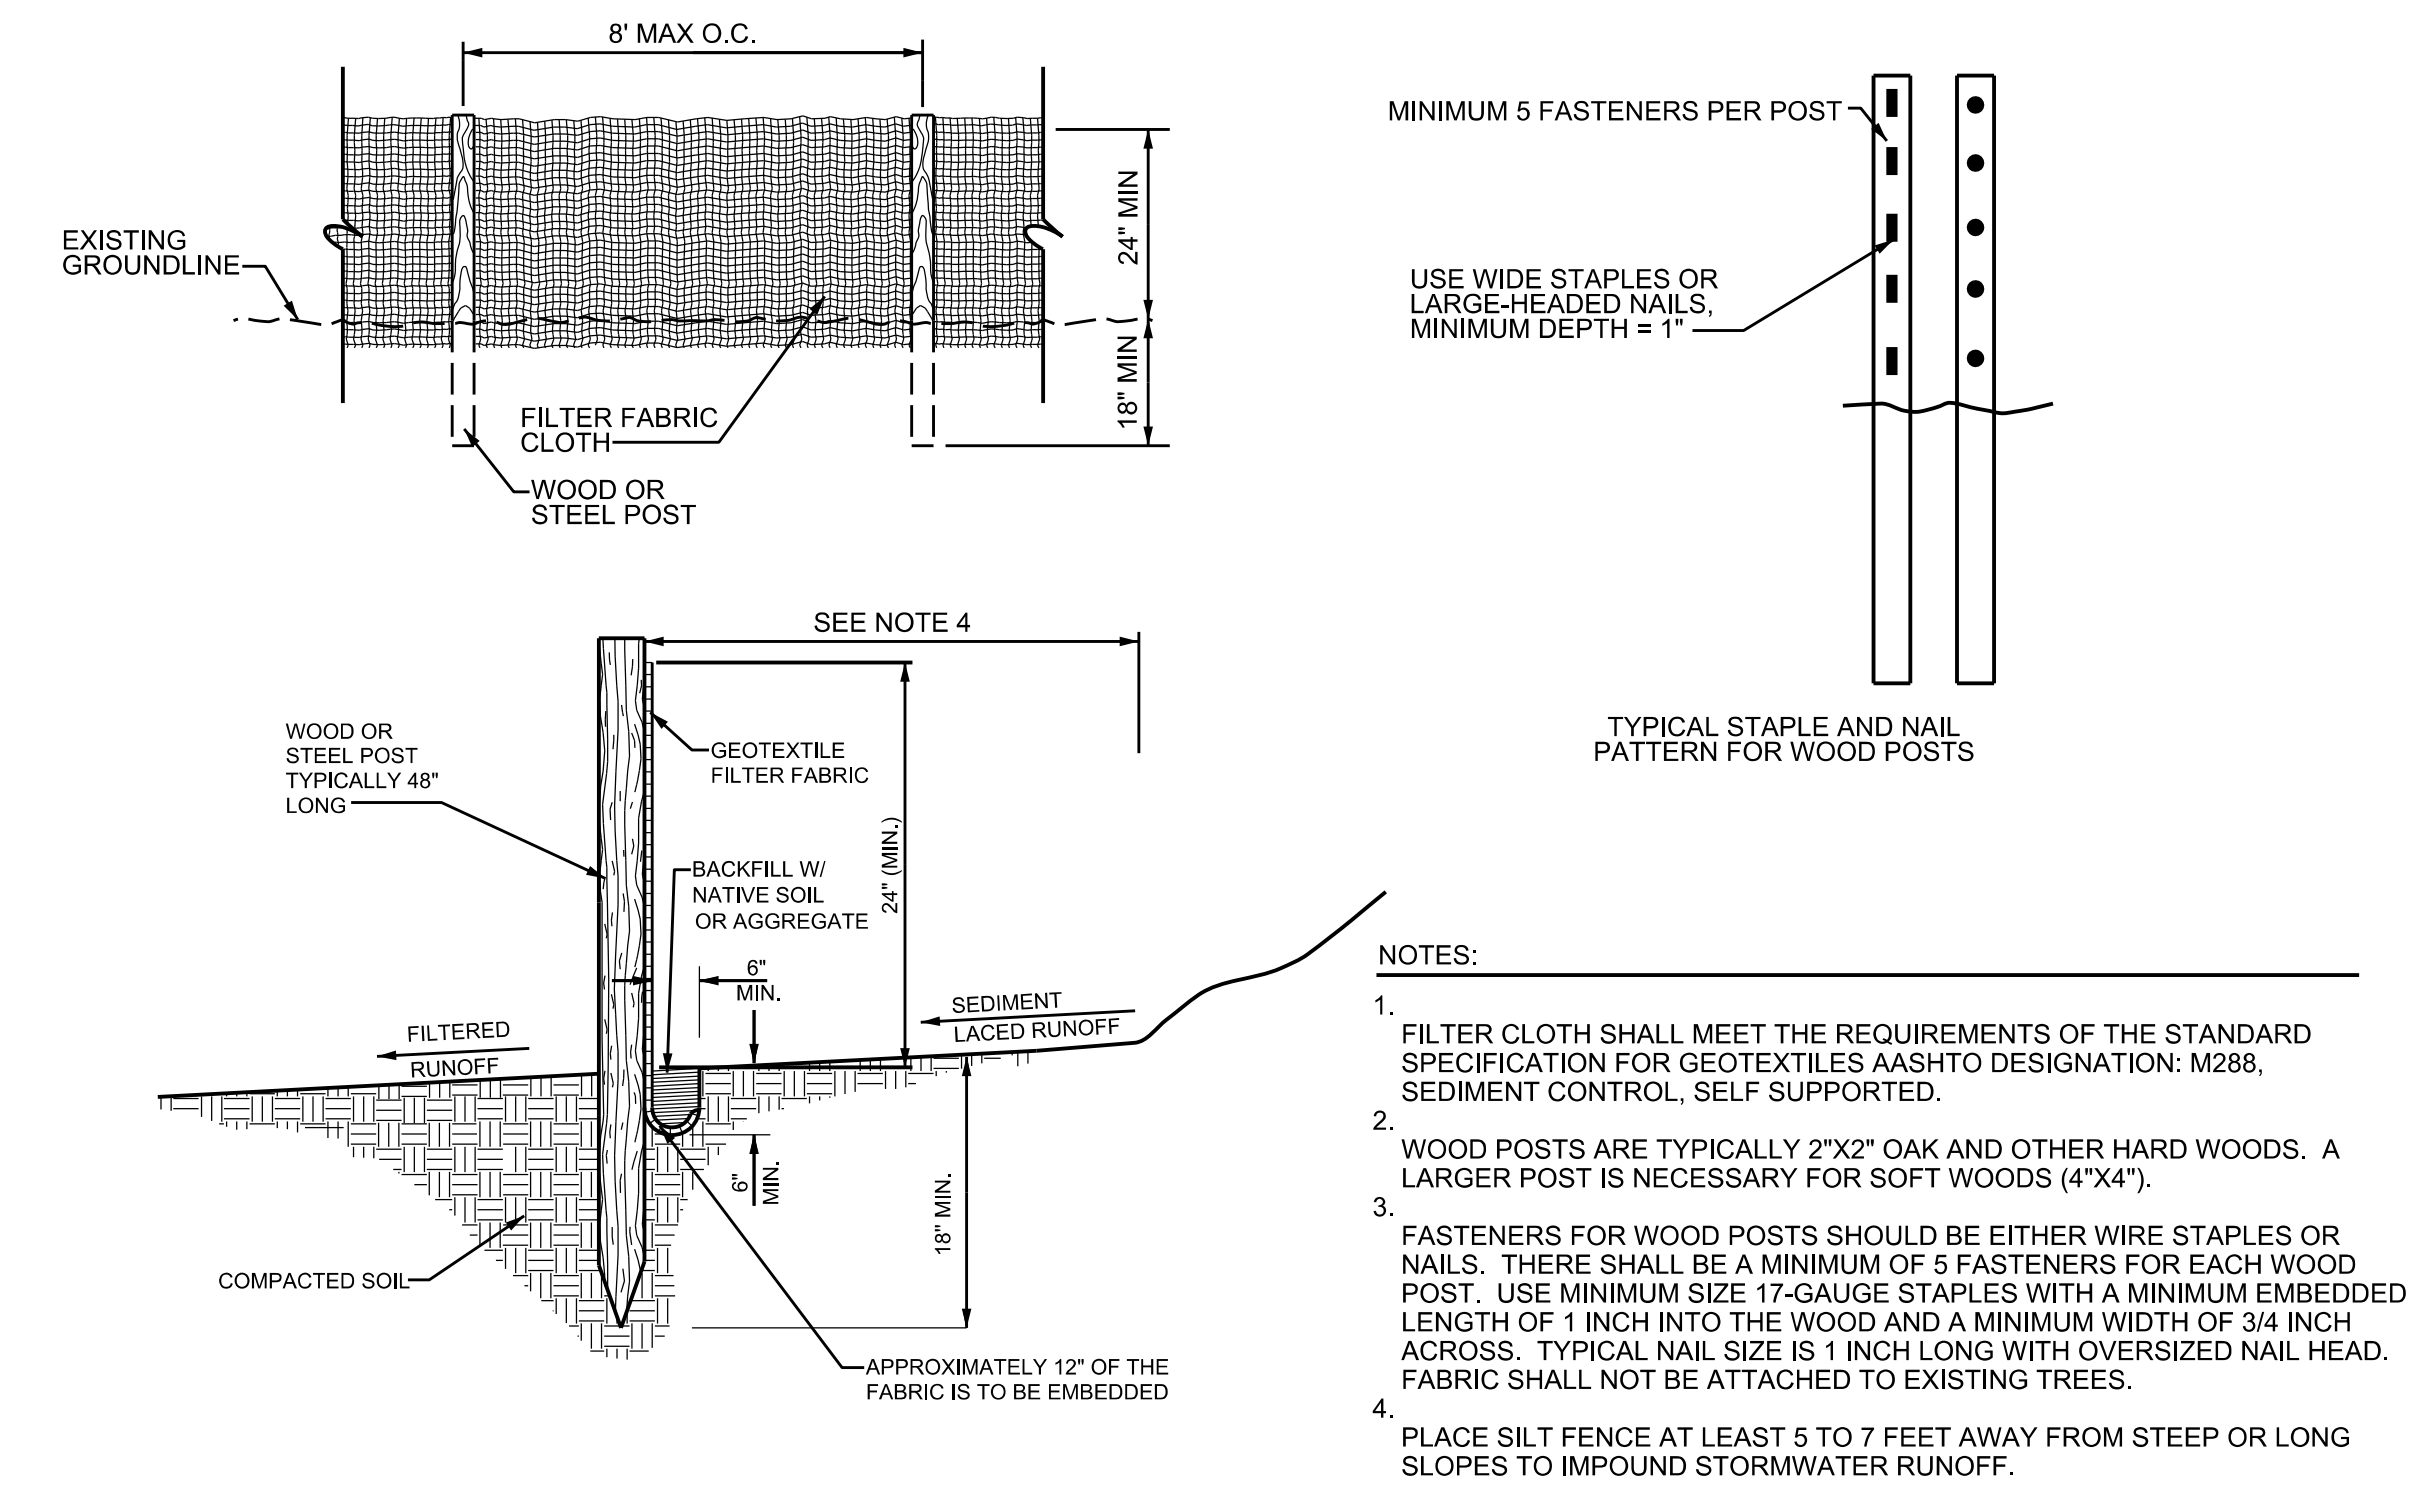 8' MAX O.C.
EXISTING
GROUNDLINE
24" MIN
18" MIN
FILTER FABRIC
CLOTH
WOOD OR
STEEL POST
MINIMUM 5 FASTENERS PER POST
USE WIDE STAPLES OR
LARGE-HEADED NAILS,
MINIMUM DEPTH = 1"
TYPICAL STAPLE AND NAIL
PATTERN FOR WOOD POSTS
SEE NOTE 4
WOOD OR
STEEL POST
TYPICALLY 48"
LONG
GEOTEXTILE
FILTER FABRIC
24" (MIN.)
BACKFILL W/
NATIVE SOIL
OR AGGREGATE
6"
MIN.
SEDIMENT
LACED RUNOFF
FILTERED
RUNOFF
6"
MIN.
18" MIN.
COMPACTED SOIL
APPROXIMATELY 12" OF THE
FABRIC IS TO BE EMBEDDED
NOTES:
1.
FILTER CLOTH SHALL MEET THE REQUIREMENTS OF THE STANDARD
SPECIFICATION FOR GEOTEXTILES AASHTO DESIGNATION: M288,
SEDIMENT CONTROL, SELF SUPPORTED.
2.
WOOD POSTS ARE TYPICALLY 2"X2" OAK AND OTHER HARD WOODS. A
LARGER POST IS NECESSARY FOR SOFT WOODS (4"X4").
3.
FASTENERS FOR WOOD POSTS SHOULD BE EITHER WIRE STAPLES OR
NAILS. THERE SHALL BE A MINIMUM OF 5 FASTENERS FOR EACH WOOD
POST. USE MINIMUM SIZE 17-GAUGE STAPLES WITH A MINIMUM EMBEDDED
LENGTH OF 1 INCH INTO THE WOOD AND A MINIMUM WIDTH OF 3/4 INCH
ACROSS. TYPICAL NAIL SIZE IS 1 INCH LONG WITH OVERSIZED NAIL HEAD.
FABRIC SHALL NOT BE ATTACHED TO EXISTING TREES.
4.
PLACE SILT FENCE AT LEAST 5 TO 7 FEET AWAY FROM STEEP OR LONG
SLOPES TO IMPOUND STORMWATER RUNOFF.